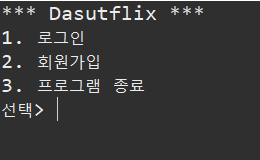 *** Dasutflix ***
1. 로그인
2. 회원가입
3. 프로그램 종료
선택>